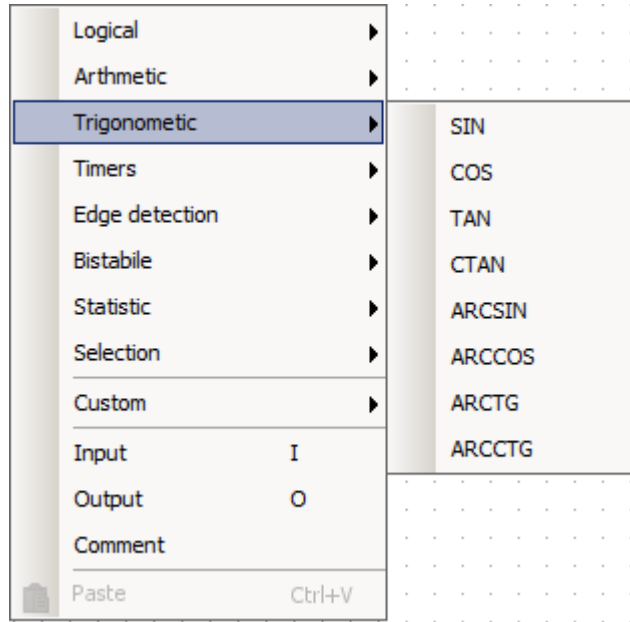 Logical
Arthmetic
Trigonometic
Timers
Edge detection
Bistabile
Statistic
Selection
Custom
Input I
Output O
Comment
Paste Ctrl+V
SIN
COS
TAN
CTAN
ARCSIN
ARCCOS
ARCTG
ARCCTG